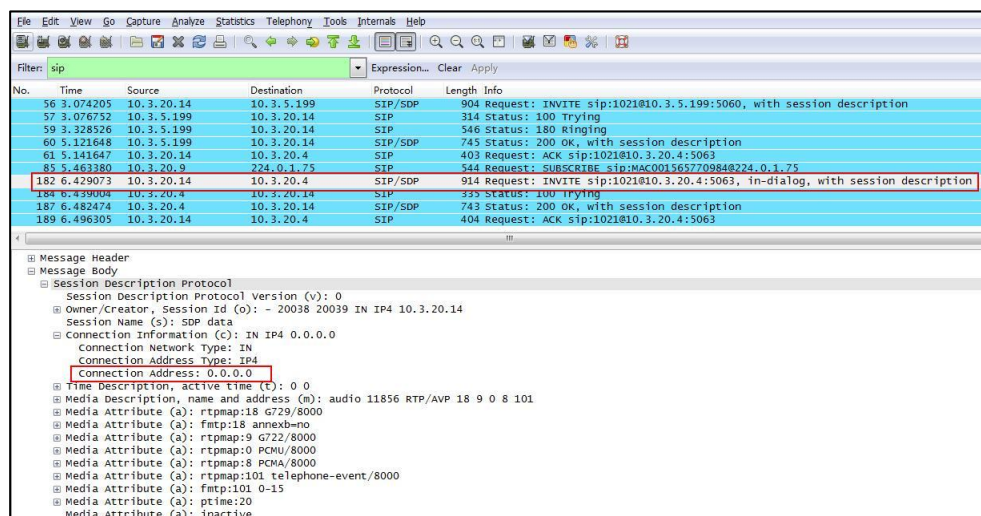 File Edit View Go Capture Analyze Statistics Telephony Tools Internals Help
Filter: sip Expression... Clear Apply
No. Time Source Destination Protocol Length Info
56 3.074205 10.3.20.14 10.3.5.199 SIP/SDP 904 Request: INVITE sip:1021@10.3.5.199:5060, with session description
57 3.076752 10.3.5.199 10.3.20.14 SIP 314 Status: 100 Trying
59 3.328526 10.3.5.199 10.3.20.14 SIP 546 Status: 180 Ringing
60 5.121648 10.3.5.199 10.3.20.14 SIP/SDP 745 Status: 200 OK, with session description
61 5.141647 10.3.20.14 10.3.20.4 SIP 403 Request: ACK sip:1021@10.3.20.4:5063
85 5.463380 10.3.20.9 224.0.1.75 SIP 544 Request: SUBSCRIBE sip:MAC001565770984@224.0.1.75
182 6.429073 10.3.20.14 10.3.20.4 SIP/SDP 914 Request: INVITE sip:1021@10.3.20.4:5063, in-dialog, with session description
184 6.439004 10.3.20.4 10.3.20.14 SIP 335 Status: 100 Trying
187 6.482474 10.3.20.4 10.3.20.14 SIP/SDP 743 Status: 200 OK, with session description
189 6.496305 10.3.20.14 10.3.20.4 SIP 404 Request: ACK sip:1021@10.3.20.4:5063
Message Header
Message Body
Session Description Protocol
Session Description Protocol Version (v): 0
Owner/Creator, Session Id (o): - 20038 20039 IN IP4 10.3.20.14
Session Name (s): SDP data
Connection Information (c): IN IP4 0.0.0.0
Connection Network Type: IN
Connection Address Type: IP4
Connection Address: 0.0.0.0
Time Description, active time (t): 0 0
Media Description, name and address (m): audio 11856 RTP/AVP 18 9 0 8 101
Media Attribute (a): rtpmap:18 G729/8000
Media Attribute (a): fmtp:18 annexb=no
Media Attribute (a): rtpmap:9 G722/8000
Media Attribute (a): rtpmap:0 PCMU/8000
Media Attribute (a): rtpmap:8 PCMA/8000
Media Attribute (a): rtpmap:101 telephone-event/8000
Media Attribute (a): fmtp:101 0-15
Media Attribute (a): ptime:20
Media Attribute (a): inactive